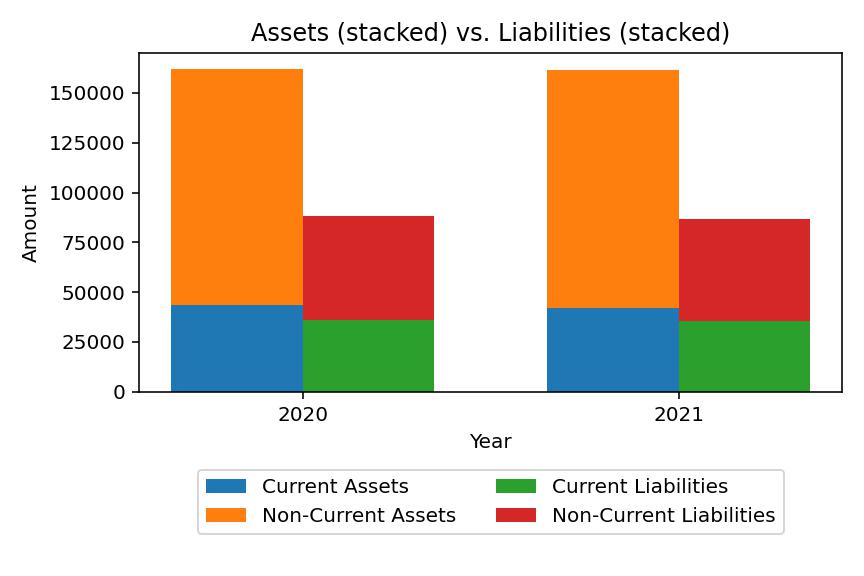 Assets (stacked) vs. Liabilities (stacked)
150000
125000
100000
75000
50000
25000
0
Amount
2020 2021
Year
Current Assets Current Liabilities
Non-Current Assets Non-Current Liabilities